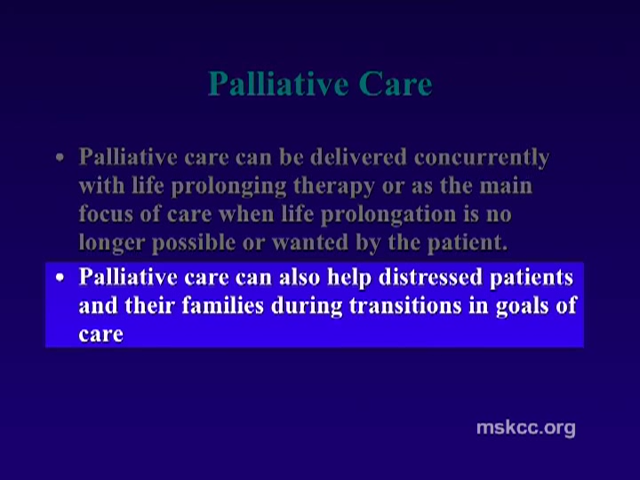 Palliative Care
• Palliative care can be delivered concurrently
with life prolonging therapy or as the main
focus of care when life prolongation is no
longer possible or wanted by the patient.
• Palliative care can also help distressed patients
and their families during transitions in goals of
care
mskcc.org